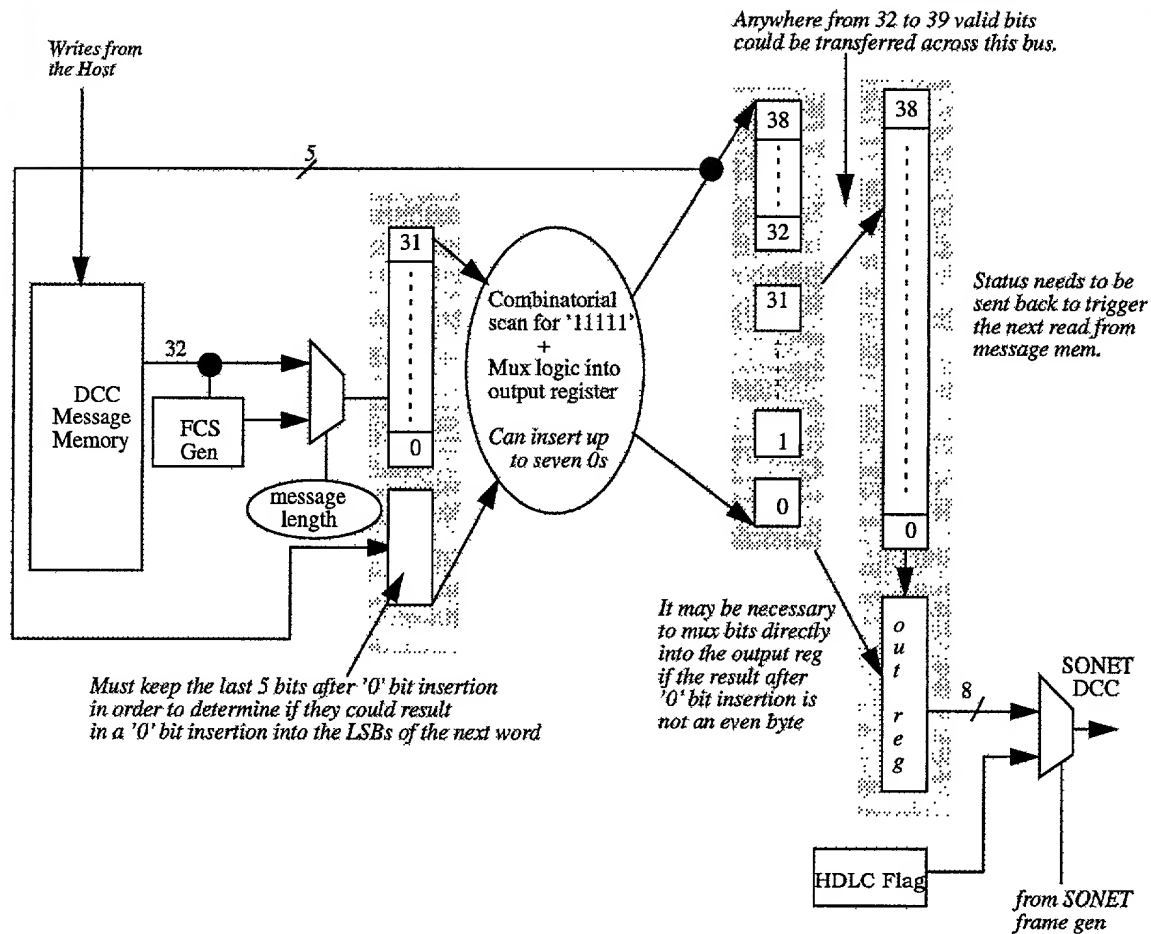 Anywhere from 32 to 39 valid bits
could be transferred across this bus.
Writes from
the Host
5
38
32
31
1
0
38
0
31
0
32
DCC
Message
Memory
FCS
Gen
message
length
Combinatorial
scan for '11111'
+
Mux logic into
output register
Can insert up
to seven 0s
Status needs to be
sent back to trigger
the next read from
message mem.
It may be necessary
to mux bits directly
into the output reg
if the result after
'0' bit insertion is
not an even byte
Must keep the last 5 bits after '0' bit insertion
in order to determine if they could result
in a '0' bit insertion into the LSBs of the next word
out
reg
8
SONET
DCC
HDLC Flag
from SONET
frame gen